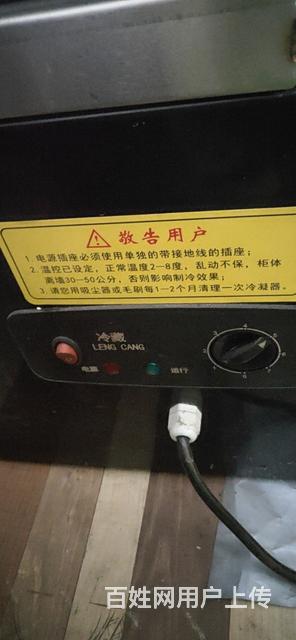 敬告用户
1. 电源插座必须使用单独的带接地线的插座；
2. 温控已设定，正常温度2—8度，乱动不保，柜体
离墙30—50公分，否则影响制冷效果；
3. 请您用吸尘器或毛刷每1—2个月清理一次冷凝器。
冷藏
LENG CANG
电源 运行
百姓网用户上传